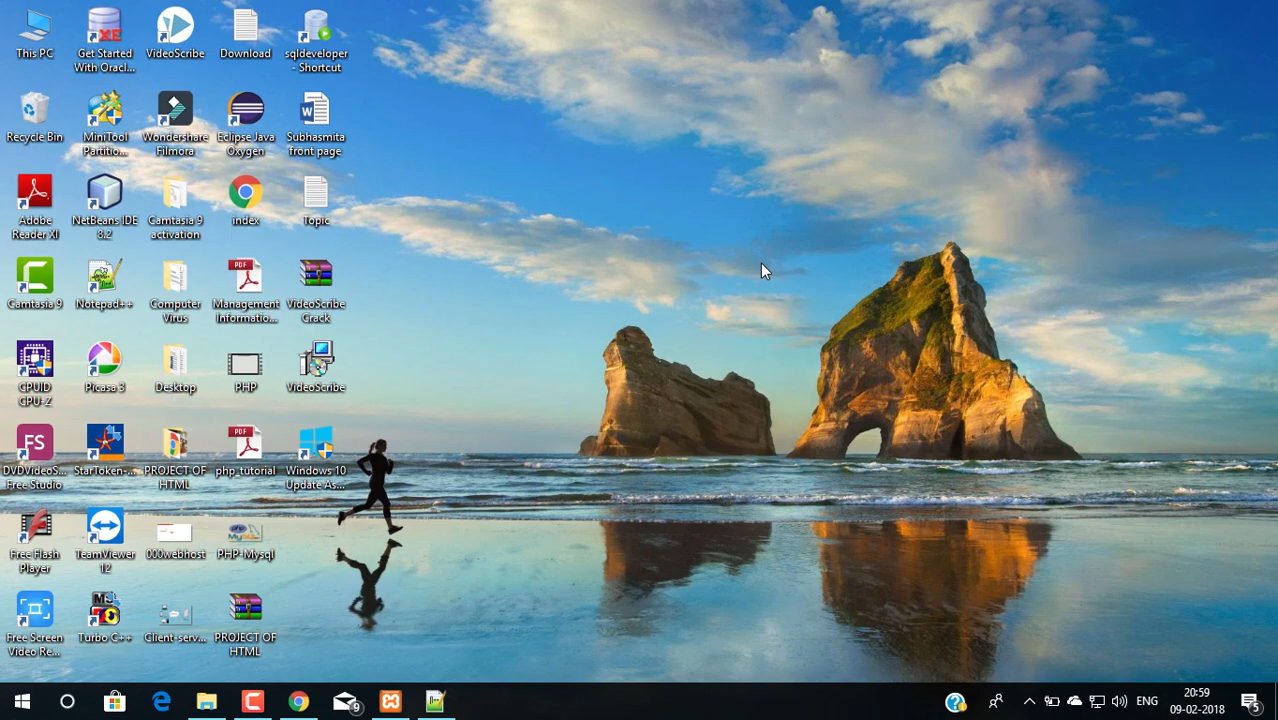 This PC
Get Started
With Oracl...
VideoScribe
Download
sqldeveloper
- Shortcut
Recycle Bin
MiniTool
Partitio...
Wondershare
Filmora
Eclipse Java
Oxygen
Subhasmita
front page
Adobe
Reader XI
NetBeans IDE
8.2
Camtasia 9
activation
index
Topic
Camtasia 9
Notepad++
Computer
Virus
Management
Informatio...
VideoScribe
Crack
CPUID
CPU-Z
Picasa 3
Desktop
PHP
VideoScribe
DVDVideoS...
Free Studio
StarToken-...
PROJECT OF
HTML
php_tutorial
Windows 10
Update As...
Free Flash
Player
TeamViewer
12
000webhost
PHP-Mysql
Free Screen
Video Re...
Turbo C++
Client-serv...
PROJECT OF
HTML
9
ENG
20:59
09-02-2018
5